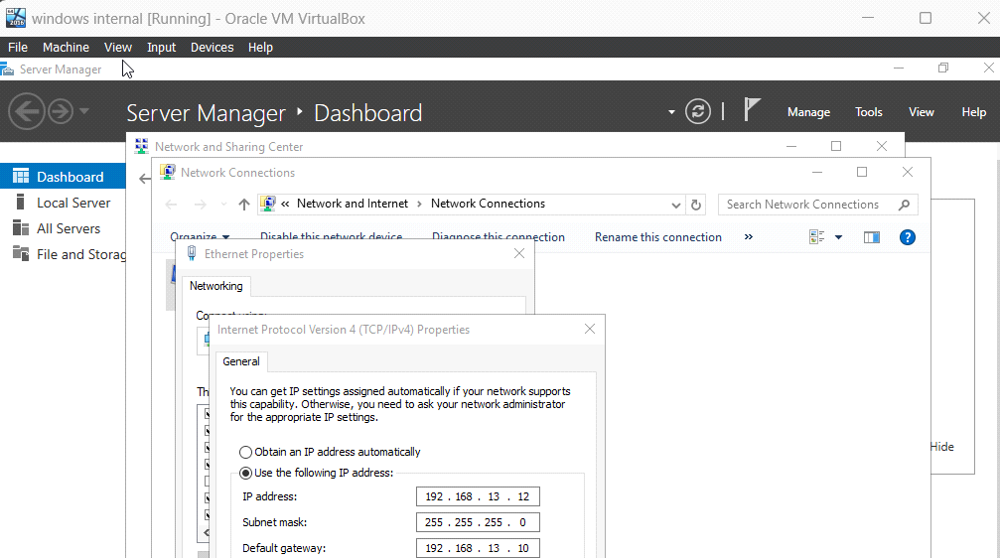 windows internal [Running] - Oracle VM VirtualBox
File Machine View Input Devices Help
Server Manager
Server Manager ‣ Dashboard
Manage Tools View Help
Network and Sharing Center
Dashboard
Network Connections
Local Server
« Network and Internet › Network Connections
Search Network Connections
All Servers
Organize Disable this network device Diagnose this connection Rename this connection »
File and Storag
Ethernet Properties
Networking
Connect using:
Internet Protocol Version 4 (TCP/IPv4) Properties
General
Th
You can get IP settings assigned automatically if your network supports
this capability. Otherwise, you need to ask your network administrator
for the appropriate IP settings.
Hide
Obtain an IP address automatically
Use the following IP address:
IP address: 192 . 168 . 13 . 12
Subnet mask: 255 . 255 . 255 . 0
Default gateway: 192 . 168 . 13 . 10